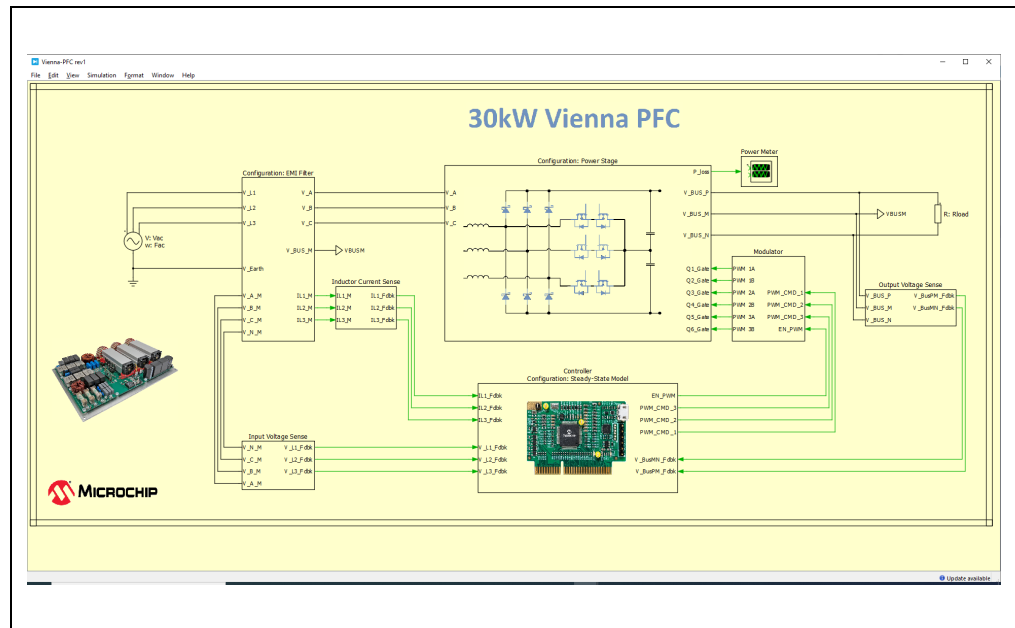 Vienna-PFC rev1
File Edit View Simulation Format Window Help
30kW Vienna PFC
Power Meter
Configuration: Power Stage
P_loss
Configuration: EMI Filter
V_L1
V_L2
V_L3
V_Earth
V_A
V_B
V_C
V_BUS_M
VBUSM
V: Vac
w: Fac
V_A_M
V_B_M
V_C_M
V_N_M
IL1_M
IL2_M
IL3_M
Inductor Current Sense
IL1_M IL1_Fdbk
IL2_M IL2_Fdbk
IL3_M IL3_Fdbk
V_A
V_B
V_C
V_BUS_P
V_BUS_M
V_BUS_N
VBUSM
R: Rload
Q1_Gate
Q2_Gate
Q3_Gate
Q4_Gate
Q5_Gate
Q6_Gate
Modulator
PWM 1A
PWM 1B
PWM 2A PWM_CMD_1
PWM 2B PWM_CMD_2
PWM 3A PWM_CMD_3
PWM 3B EN_PWM
Output Voltage Sense
V_BUS_P V_BusPM_Fdbk
V_BUS_M V_BusMN_Fdbk
V_BUS_N
Controller
Configuration: Steady-State Model
IL1_Fdbk EN_PWM
IL2_Fdbk PWM_CMD_3
IL3_Fdbk PWM_CMD_2
PWM_CMD_1
V_L1_Fdbk
V_L2_Fdbk V_BusMN_Fdbk
V_L3_Fdbk V_BusPM_Fdbk
Input Voltage Sense
V_N_M V_L1_Fdbk
V_C_M V_L2_Fdbk
V_B_M V_L3_Fdbk
V_A_M
MICROCHIP
Update available